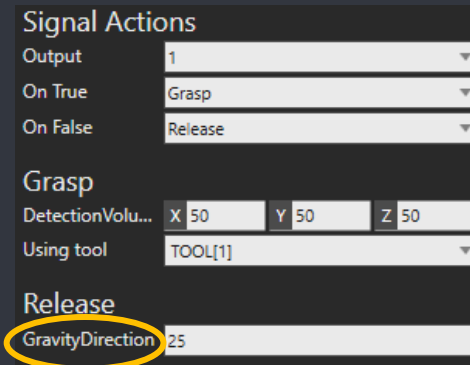 Signal Actions
Output 1
On True Grasp
On False Release
Grasp
DetectionVolu... X 50 Y 50 Z 50
Using tool TOOL[1]
Release
GravityDirection 25